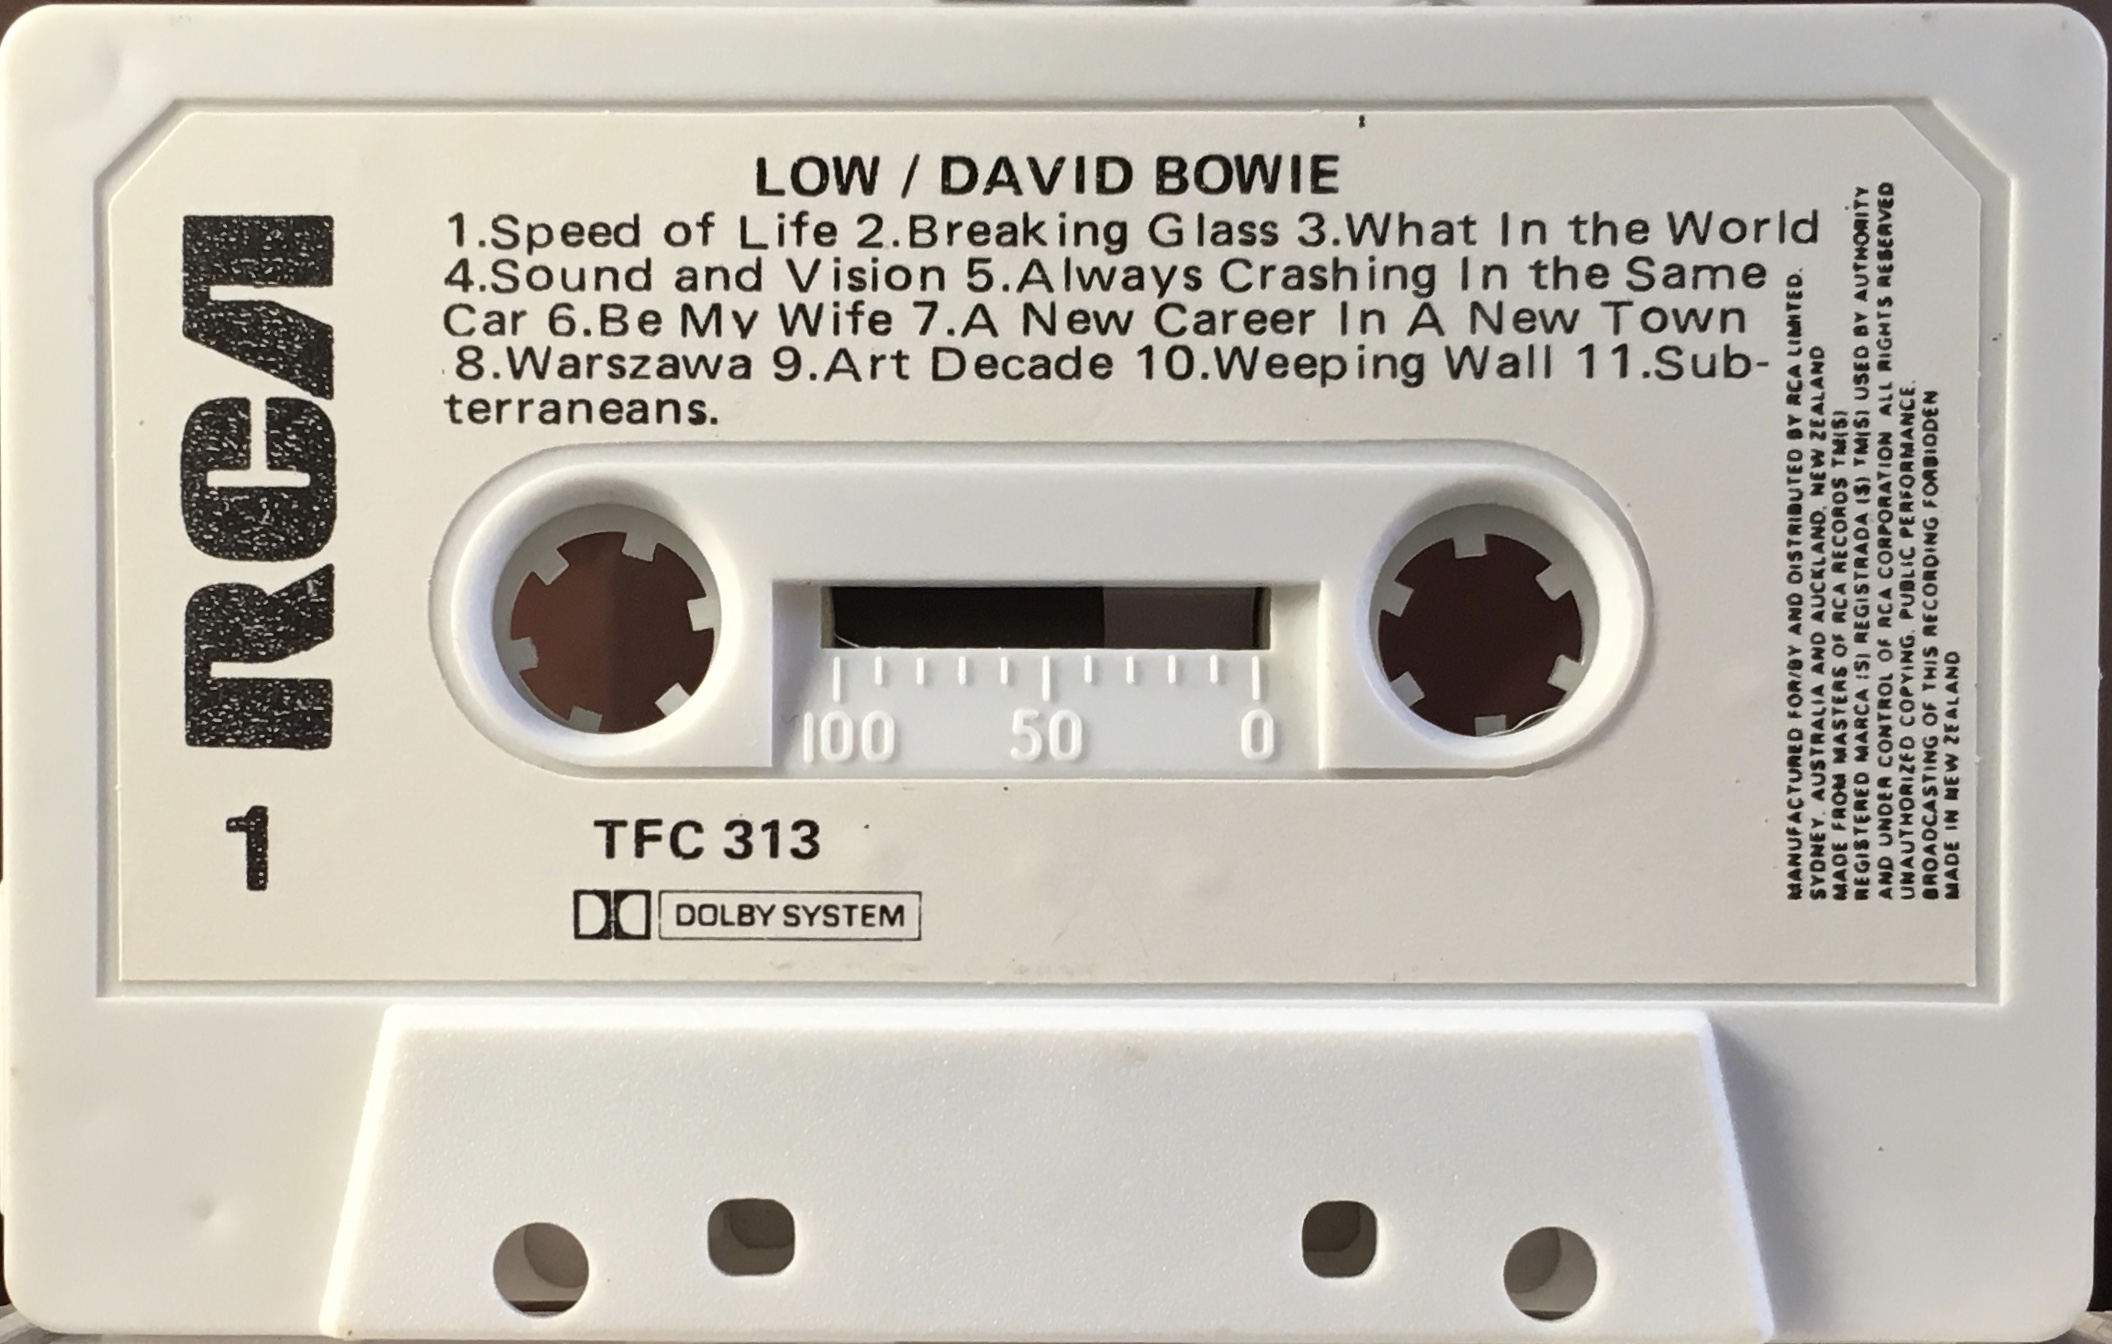 LOW / DAVID BOWIE
1.Speed of Life 2.Breaking Glass 3.What In the World
4.Sound and Vision 5.Always Crashing In the Same
Car 6.Be My Wife 7.A New Career In A New Town
8.Warszawa 9.Art Decade 10.Weeping Wall 11.Sub-
terraneans.
RCA
1
100 50 0
TFC 313
DOLBY SYSTEM
MANUFACTURED FOR/BY AND DISTRIBUTED BY RCA LIMITED.
SYDNEY, AUSTRALIA AND AUCKLAND, NEW ZEALAND
MADE FROM MASTERS OF RCA RECORDS TM(S)
REGISTERED MARCA (S) REGISTRADA (S) TM(S) USED BY AUTHORITY
AND UNDER CONTROL OF RCA CORPORATION ALL RIGHTS RESERVED
UNAUTHORIZED COPYING, PUBLIC PERFORMANCE,
BROADCASTING OF THIS RECORDING FORBIDDEN
MADE IN NEW ZEALAND